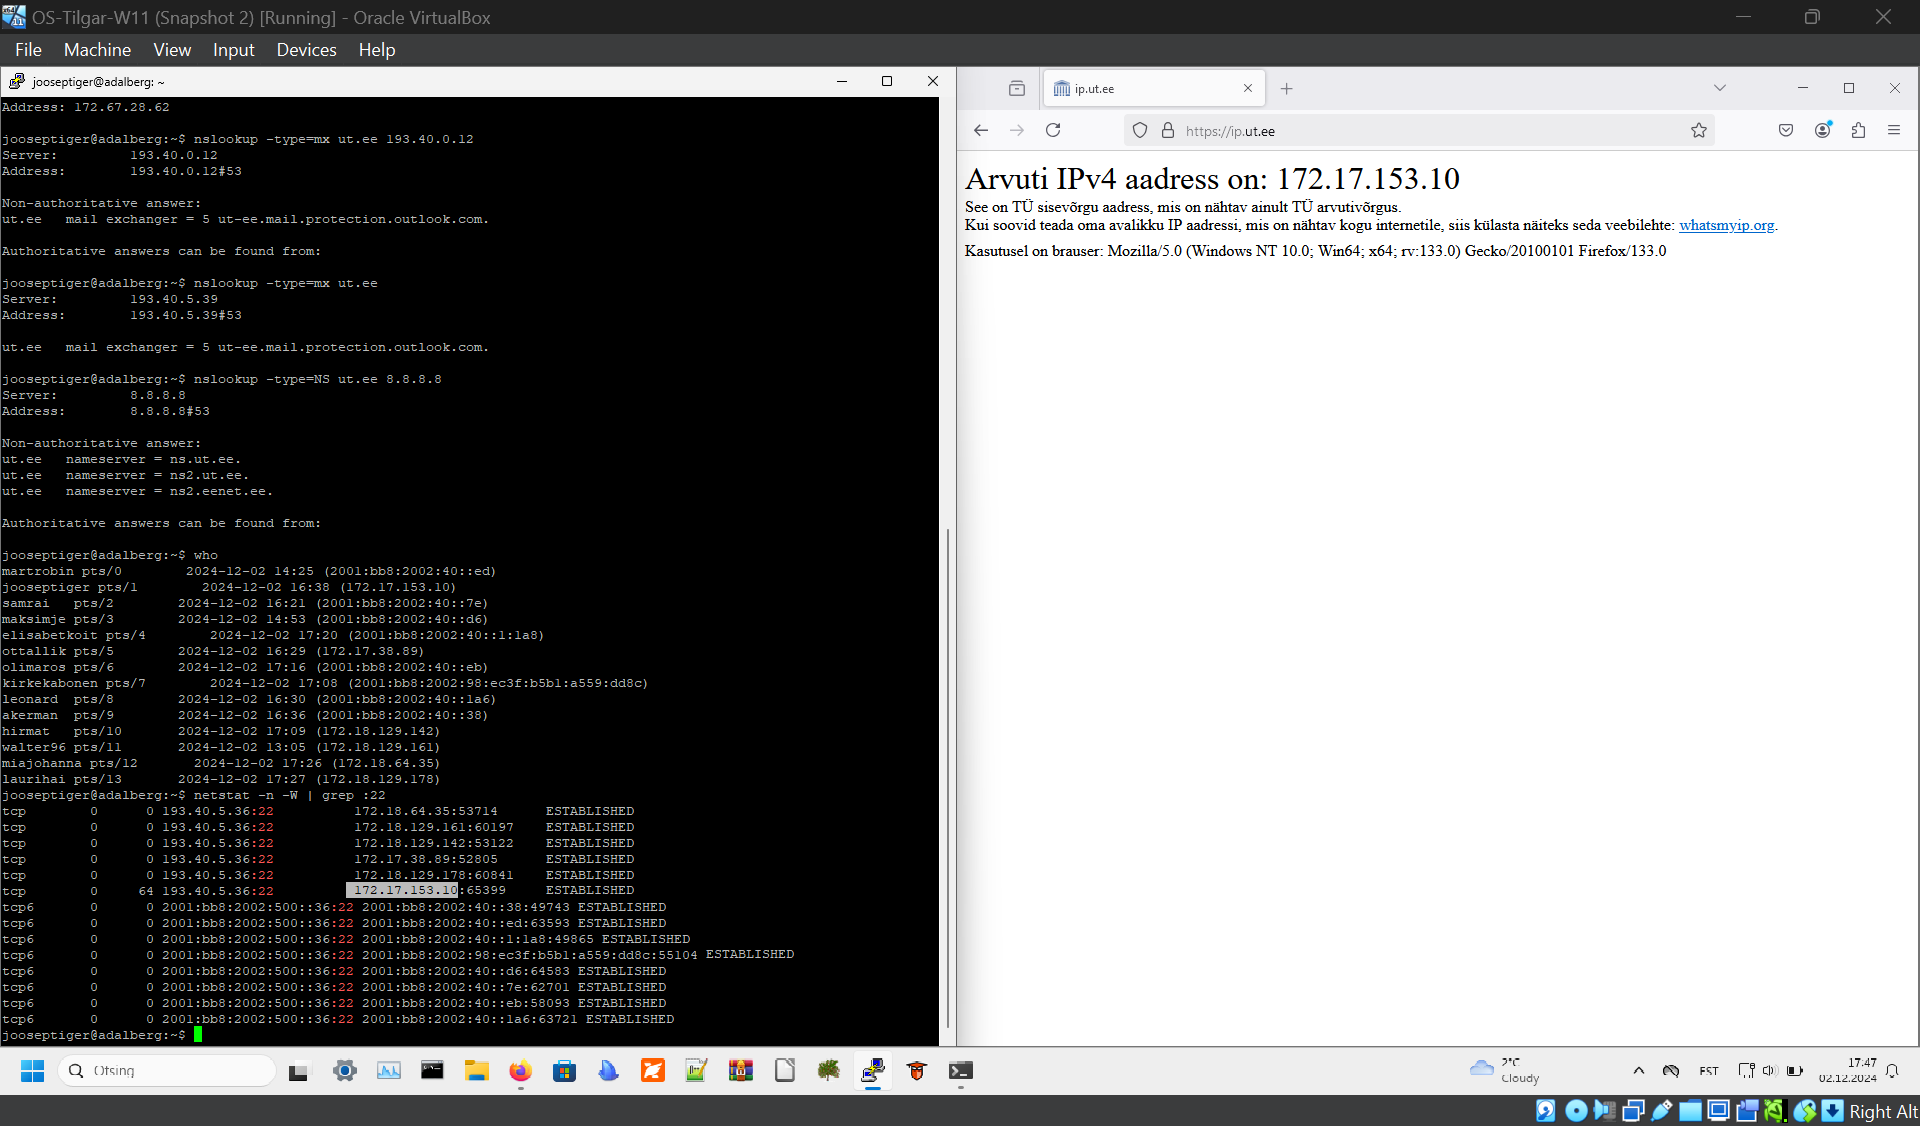 OS-Tilgar-W11 (Snapshot 2) [Running] - Oracle VirtualBox
File Machine View Input Devices Help
jooseptiger@adalberg: ~
Address: 172.67.28.62
jooseptiger@adalberg:~$ nslookup -type=mx ut.ee 193.40.0.12
Server: 193.40.0.12
Address: 193.40.0.12#53
Non-authoritative answer:
ut.ee mail exchanger = 5 ut-ee.mail.protection.outlook.com.
Authoritative answers can be found from:
jooseptiger@adalberg:~$ nslookup -type=mx ut.ee
Server: 193.40.5.39
Address: 193.40.5.39#53
ut.ee mail exchanger = 5 ut-ee.mail.protection.outlook.com.
jooseptiger@adalberg:~$ nslookup -type=NS ut.ee 8.8.8.8
Server: 8.8.8.8
Address: 8.8.8.8#53
Non-authoritative answer:
ut.ee nameserver = ns.ut.ee.
ut.ee nameserver = ns2.ut.ee.
ut.ee nameserver = ns2.eenet.ee.
Authoritative answers can be found from:
jooseptiger@adalberg:~$ who
martrobin pts/0 2024-12-02 14:25 (2001:bb8:2002:40::ed)
jooseptiger pts/1 2024-12-02 16:38 (172.17.153.10)
samrai pts/2 2024-12-02 16:21 (2001:bb8:2002:40::7e)
maksimje pts/3 2024-12-02 14:53 (2001:bb8:2002:40::d6)
elisabetkoit pts/4 2024-12-02 17:20 (2001:bb8:2002:40::1:1a8)
ottallik pts/5 2024-12-02 16:29 (172.17.38.89)
olimaros pts/6 2024-12-02 17:16 (2001:bb8:2002:40::eb)
kirkekabonen pts/7 2024-12-02 17:08 (2001:bb8:2002:98:ec3f:b5b1:a559:dd8c)
leonard pts/8 2024-12-02 16:30 (2001:bb8:2002:40::1a6)
akerman pts/9 2024-12-02 16:36 (2001:bb8:2002:40::38)
hirmat pts/10 2024-12-02 17:09 (172.18.129.142)
walter96 pts/11 2024-12-02 13:05 (172.18.129.161)
miajohanna pts/12 2024-12-02 17:26 (172.18.64.35)
laurihai pts/13 2024-12-02 17:27 (172.18.129.178)
jooseptiger@adalberg:~$ netstat -n -W | grep :22
tcp 0 0 193.40.5.36:22 172.18.64.35:53714 ESTABLISHED
tcp 0 0 193.40.5.36:22 172.18.129.161:60197 ESTABLISHED
tcp 0 0 193.40.5.36:22 172.18.129.142:53122 ESTABLISHED
tcp 0 0 193.40.5.36:22 172.17.38.89:52805 ESTABLISHED
tcp 0 0 193.40.5.36:22 172.18.129.178:60841 ESTABLISHED
tcp 0 64 193.40.5.36:22 172.17.153.10:65399 ESTABLISHED
tcp6 0 0 2001:bb8:2002:500::36:22 2001:bb8:2002:40::38:49743 ESTABLISHED
tcp6 0 0 2001:bb8:2002:500::36:22 2001:bb8:2002:40::ed:63593 ESTABLISHED
tcp6 0 0 2001:bb8:2002:500::36:22 2001:bb8:2002:40::1:1a8:49865 ESTABLISHED
tcp6 0 0 2001:bb8:2002:500::36:22 2001:bb8:2002:98:ec3f:b5b1:a559:dd8c:55104 ESTABLISHED
tcp6 0 0 2001:bb8:2002:500::36:22 2001:bb8:2002:40::d6:64583 ESTABLISHED
tcp6 0 0 2001:bb8:2002:500::36:22 2001:bb8:2002:40::7e:62701 ESTABLISHED
tcp6 0 0 2001:bb8:2002:500::36:22 2001:bb8:2002:40::eb:58093 ESTABLISHED
tcp6 0 0 2001:bb8:2002:500::36:22 2001:bb8:2002:40::1a6:63721 ESTABLISHED
jooseptiger@adalberg:~$
ip.ut.ee
https://ip.ut.ee
Arvuti IPv4 aadress on: 172.17.153.10
See on TÜ sisevõrgu aadress, mis on nähtav ainult TÜ arvutivõrgus.
Kui soovid teada oma avalikku IP aadressi, mis on nähtav kogu internetile, siis külasta näiteks seda veebilehte: whatsmyip.org.
Kasutusel on brauser: Mozilla/5.0 (Windows NT 10.0; Win64; x64; rv:133.0) Gecko/20100101 Firefox/133.0
Otsing
2°C
Cloudy
EST
17:47
02.12.2024
Right Alt